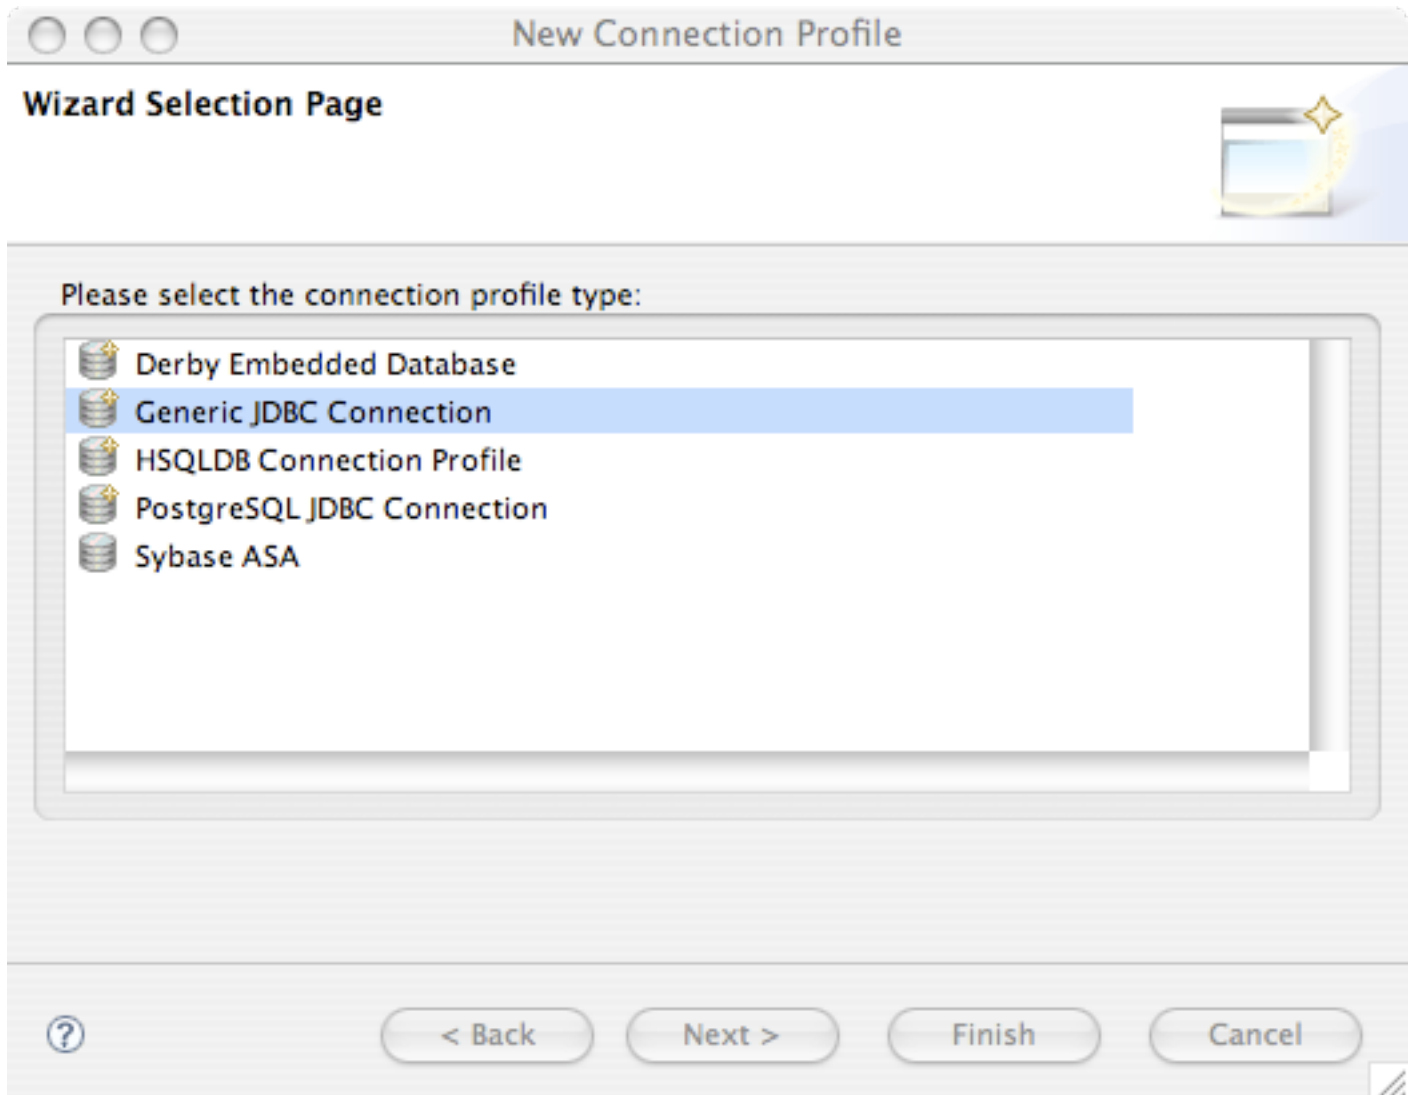 New Connection Profile
Wizard Selection Page
Please select the connection profile type:
Derby Embedded Database
Generic JDBC Connection
HSQLDB Connection Profile
PostgreSQL JDBC Connection
Sybase ASA
? < Back Next > Finish Cancel